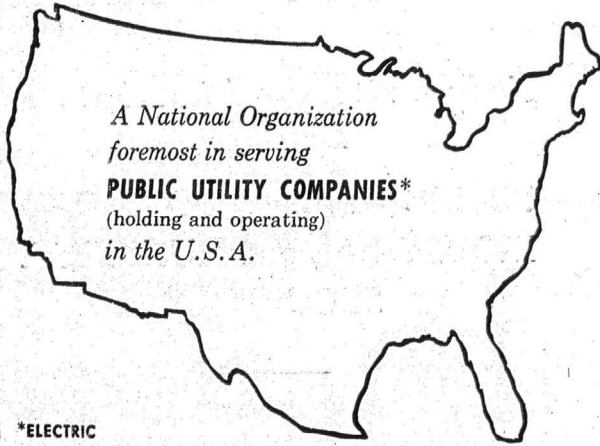 A National Organization
foremost in serving
PUBLIC UTILITY COMPANIES*
(holding and operating)
in the U.S.A.
*ELECTRIC